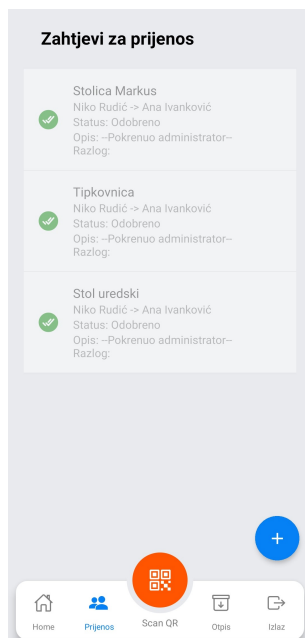 Zahtjevi za prijenos
Stolica Markus
Niko Rudić -> Ana Ivanković
Status: Odobreno
Opis: --Pokrenuo administrator--
Razlog:
Tipkovnica
Niko Rudić -> Ana Ivanković
Status: Odobreno
Opis: --Pokrenuo administrator--
Razlog:
Stol uredski
Niko Rudić -> Ana Ivanković
Status: Odobreno
Opis: --Pokrenuo administrator--
Razlog:
Home
Prijenos
Scan QR
Otpis
Izlaz